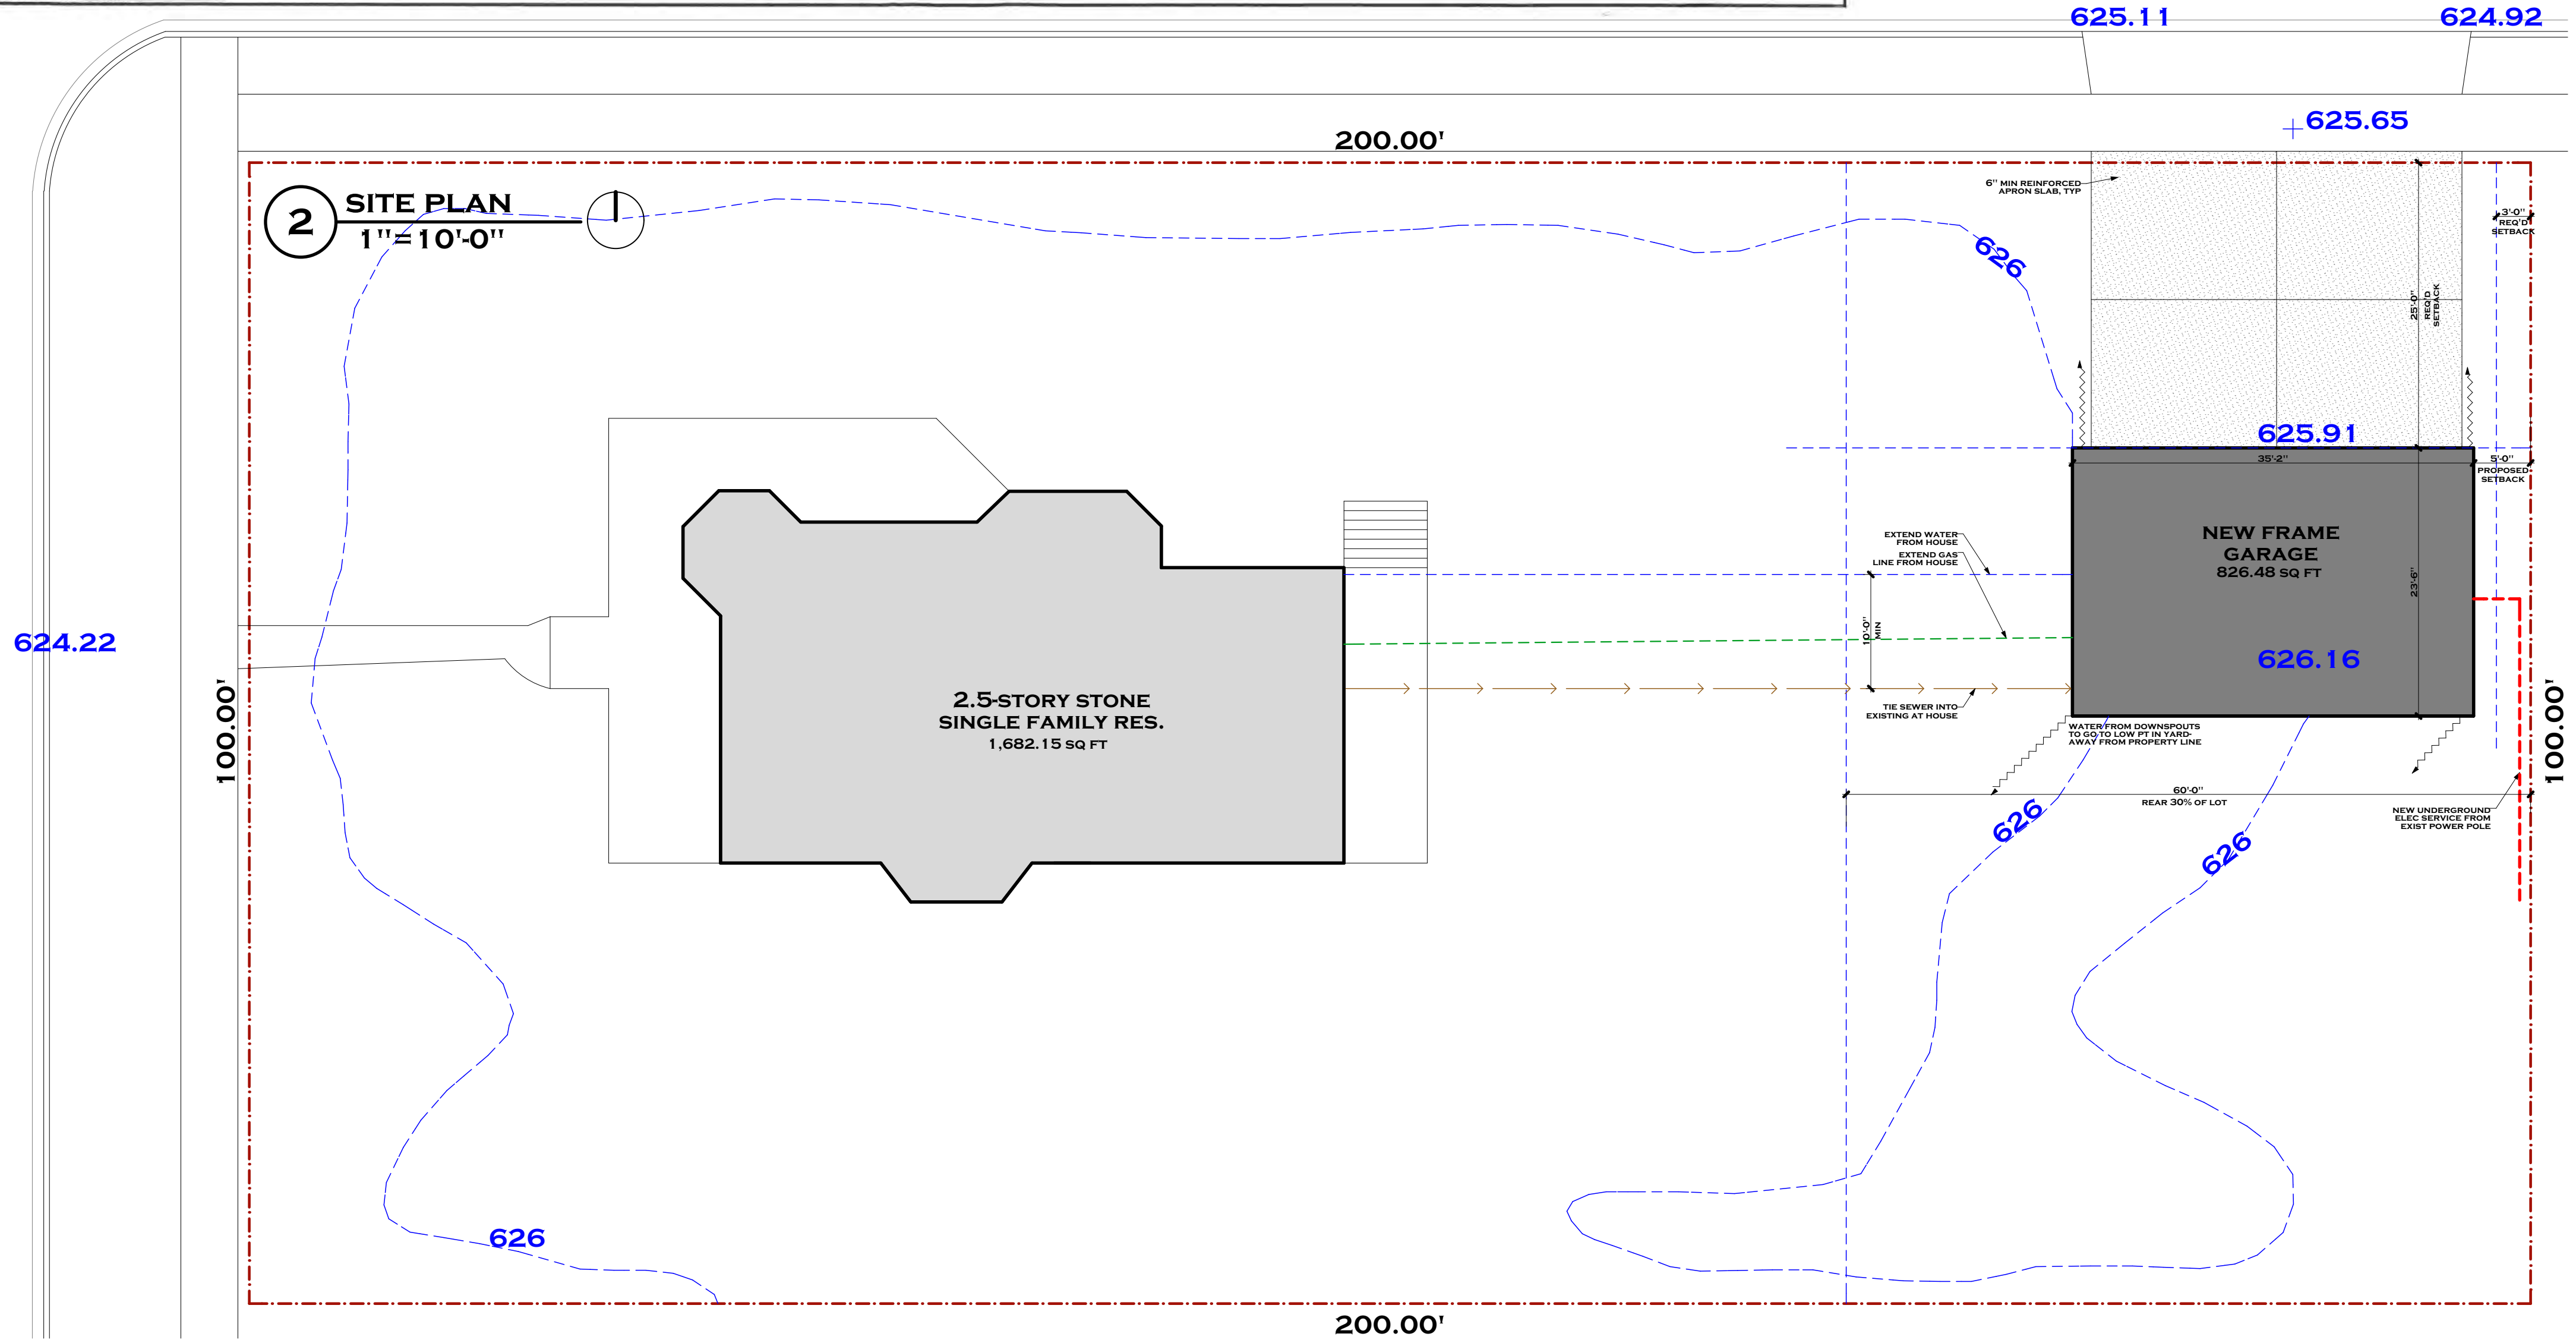 625.11
624.92
625.65
200.00'
2
SITE PLAN
1"=10'-0"
6" MIN REINFORCED
APRON SLAB, TYP
3'-0"
REQ'D
SETBACK
626
25'-0"
REQ'D
SETBACK
625.91
35'-2"
5'-0"
PROPOSED
SETBACK
EXTEND WATER
FROM HOUSE
EXTEND GAS
LINE FROM HOUSE
NEW FRAME
GARAGE
826.48 SQ FT
23'-6"
10'-0"
MIN
624.22
626.16
2.5-STORY STONE
SINGLE FAMILY RES.
1,682.15 SQ FT
TIE SEWER INTO
EXISTING AT HOUSE
WATER FROM DOWNSPOUTS
TO GO TO LOW PT IN YARD-
AWAY FROM PROPERTY LINE
100.00'
100.00'
60'-0"
REAR 30% OF LOT
NEW UNDERGROUND
ELEC SERVICE FROM
EXIST POWER POLE
626
626
626
200.00'